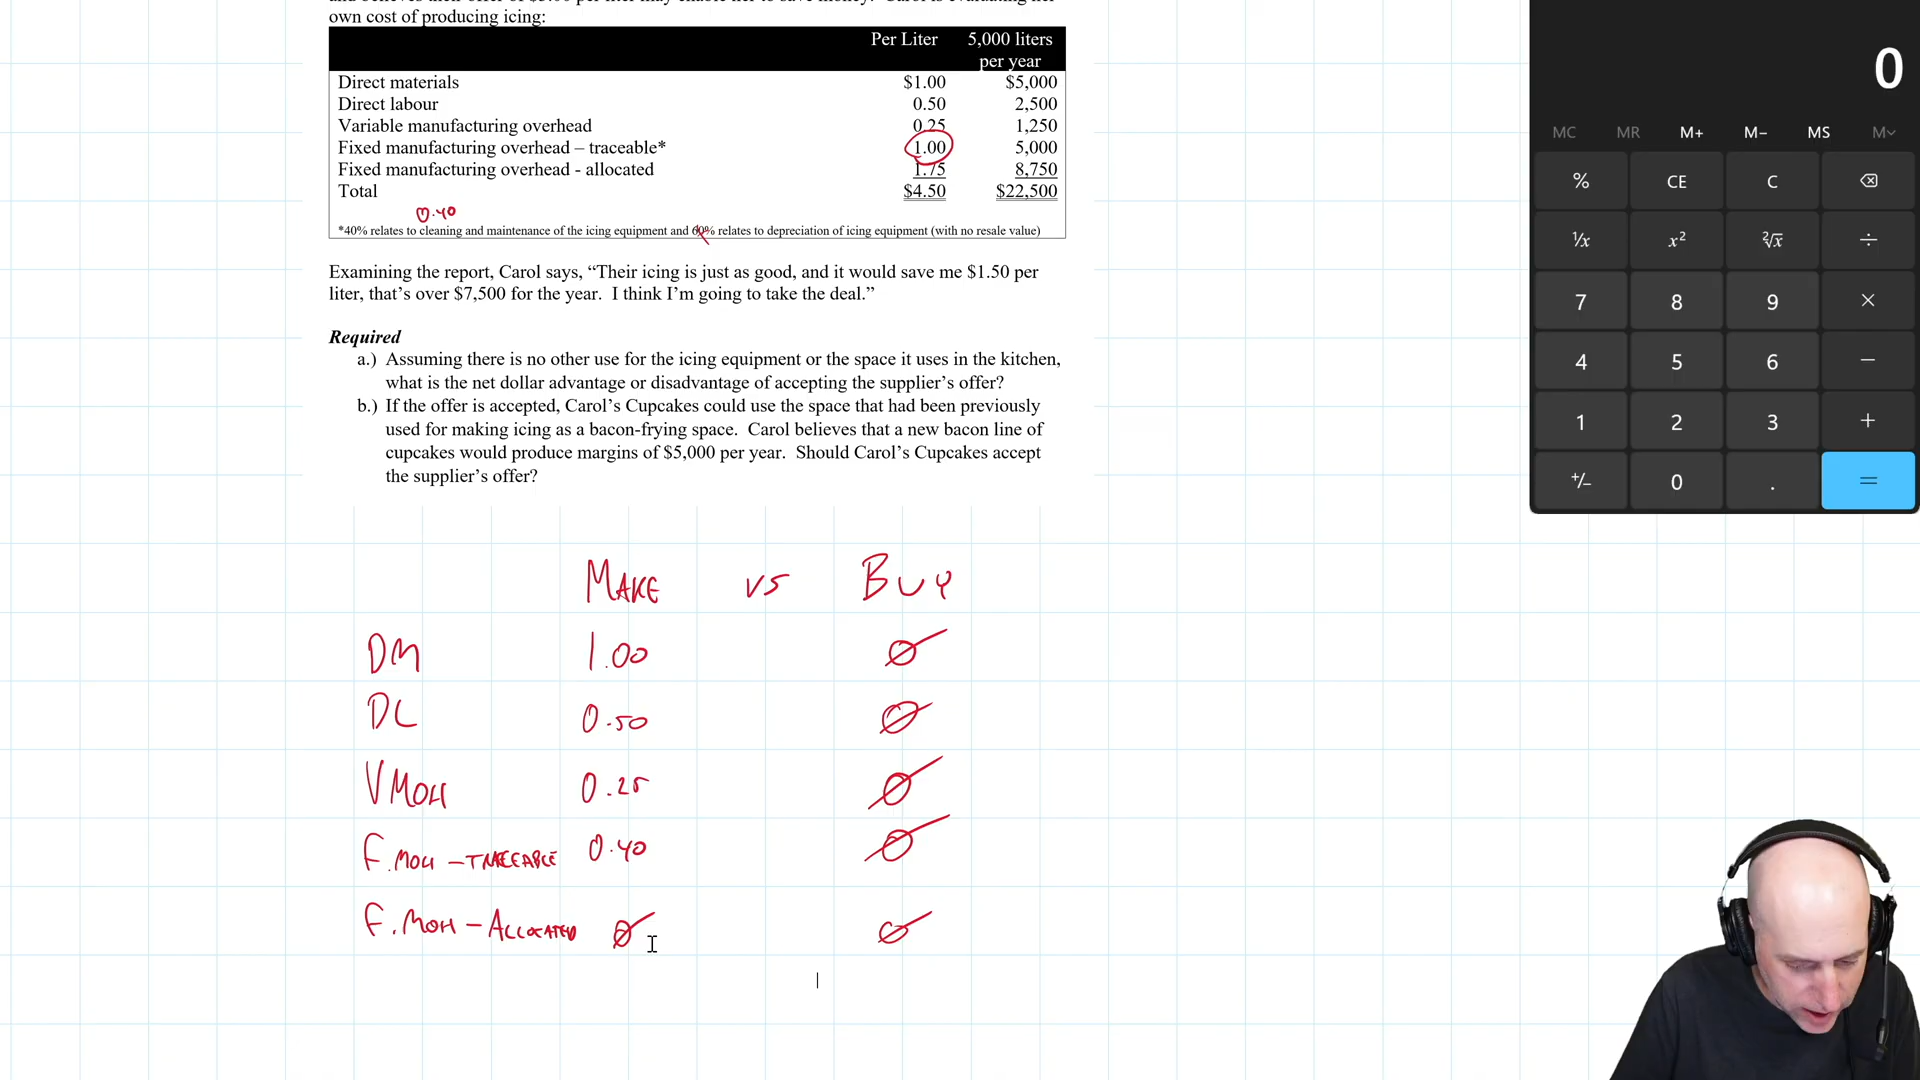 own cost of producing icing:
Per Liter 5,000 liters
per year
Direct materials $1.00 $5,000
Direct labour 0.50 2,500
Variable manufacturing overhead 0.25 1,250
Fixed manufacturing overhead – traceable* 1.00 5,000
Fixed manufacturing overhead - allocated 1.75 8,750
Total $4.50 $22,500
0.40
*40% relates to cleaning and maintenance of the icing equipment and 60% relates to depreciation of icing equipment (with no resale value)
Examining the report, Carol says, “Their icing is just as good, and it would save me $1.50 per
liter, that’s over $7,500 for the year. I think I’m going to take the deal.”
Required
a.) Assuming there is no other use for the icing equipment or the space it uses in the kitchen,
what is the net dollar advantage or disadvantage of accepting the supplier’s offer?
b.) If the offer is accepted, Carol’s Cupcakes could use the space that had been previously
used for making icing as a bacon-frying space. Carol believes that a new bacon line of
cupcakes would produce margins of $5,000 per year. Should Carol’s Cupcakes accept
the supplier’s offer?
MAKE VS BUY
DM 1.00 Ø
DL 0.50 Ø
VMOH 0.25 Ø
F.MOH - TRACEABLE 0.40 Ø
F.MOH - ALLOCATED Ø Ø
0
MC MR M+ M− MS M˅
% CE C ⌫
¹/x x² ²√x ÷
7 8 9 ×
4 5 6 −
1 2 3 +
+/− 0 . =